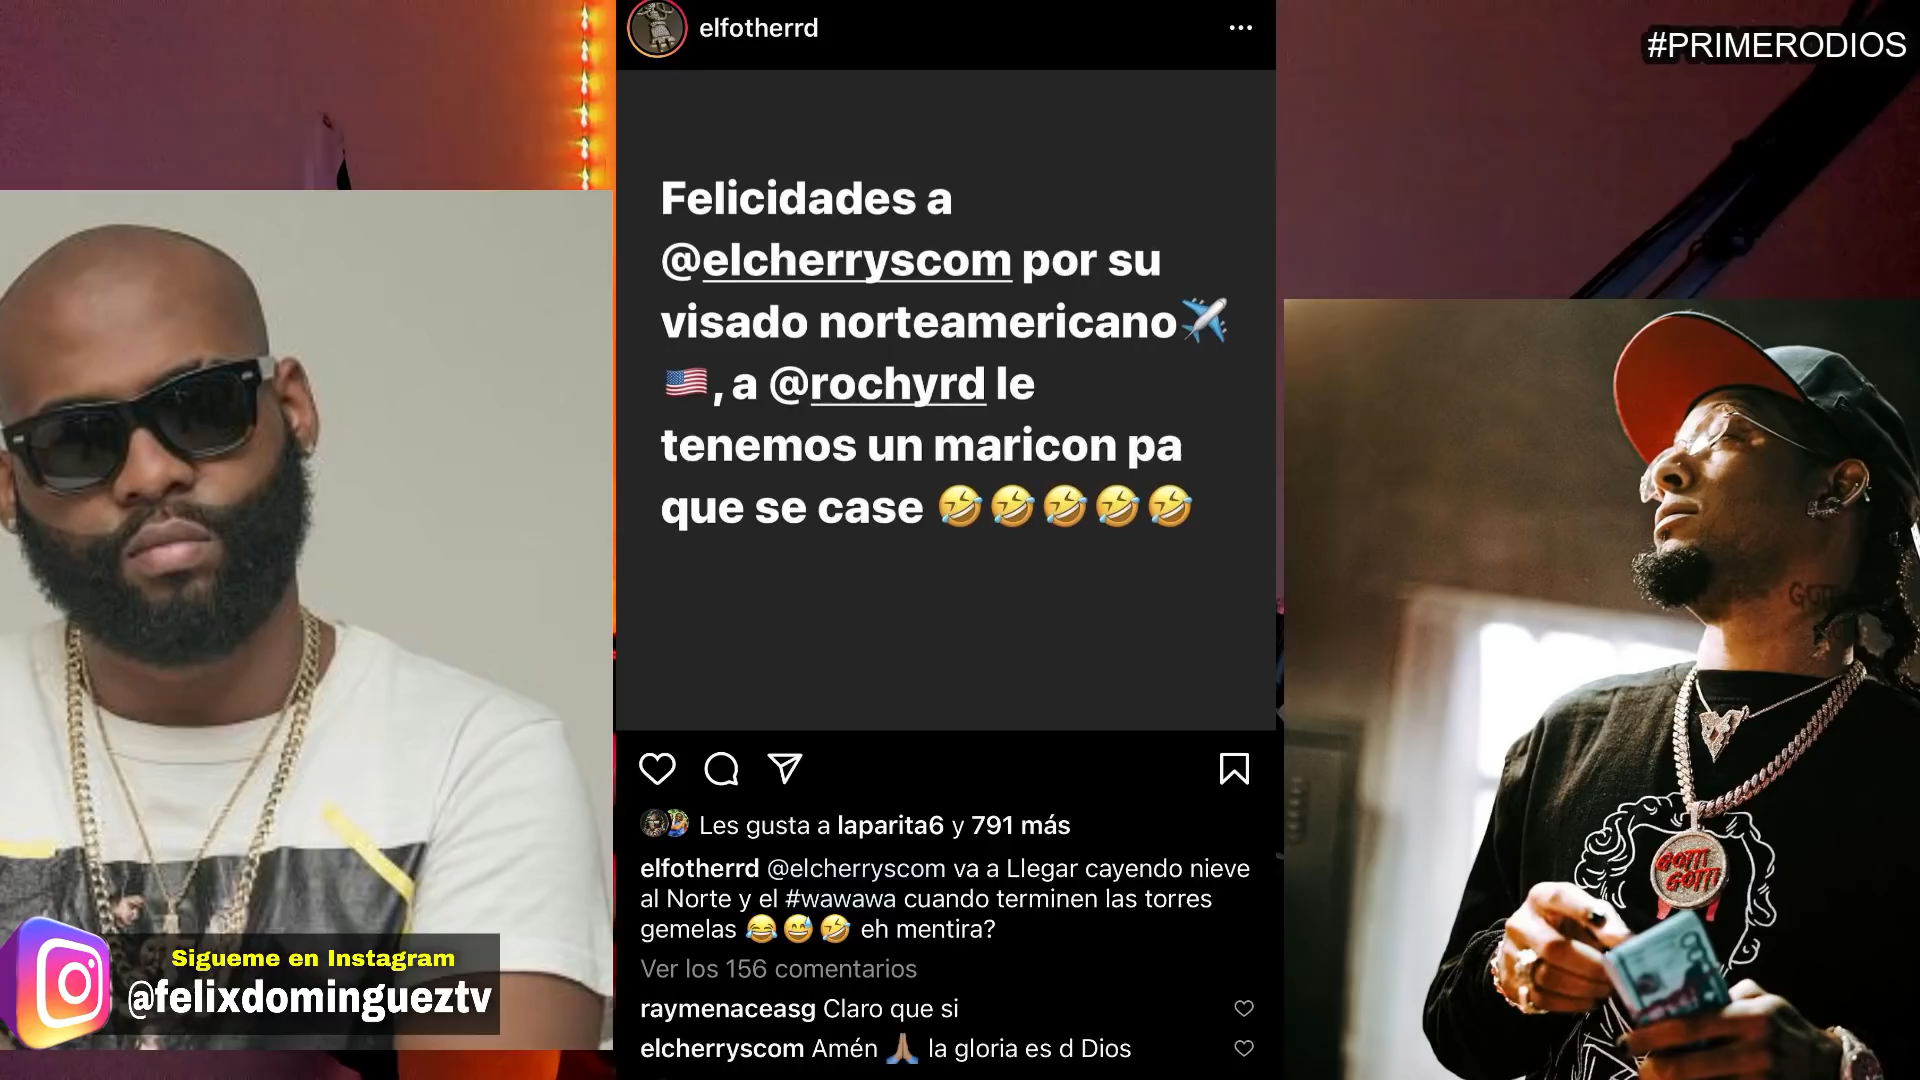 elfotherrd
#PRIMERODIOS
Felicidades a
@elcherryscom por su
visado norteamericano✈️
🇺🇸, a @rochyrd le
tenemos un maricon pa
que se case 🤣🤣🤣🤣🤣
Les gusta a laparita6 y 791 más
elfotherrd @elcherryscom va a Llegar cayendo nieve
al Norte y el #wawawa cuando terminen las torres
gemelas 😂😅🤣 eh mentira?
Ver los 156 comentarios
raymenaceasg Claro que si
elcherryscom Amén 🙏🏽 la gloria es d Dios
Sigueme en Instagram
@felixdomingueztv
GOTTI
GOTTI